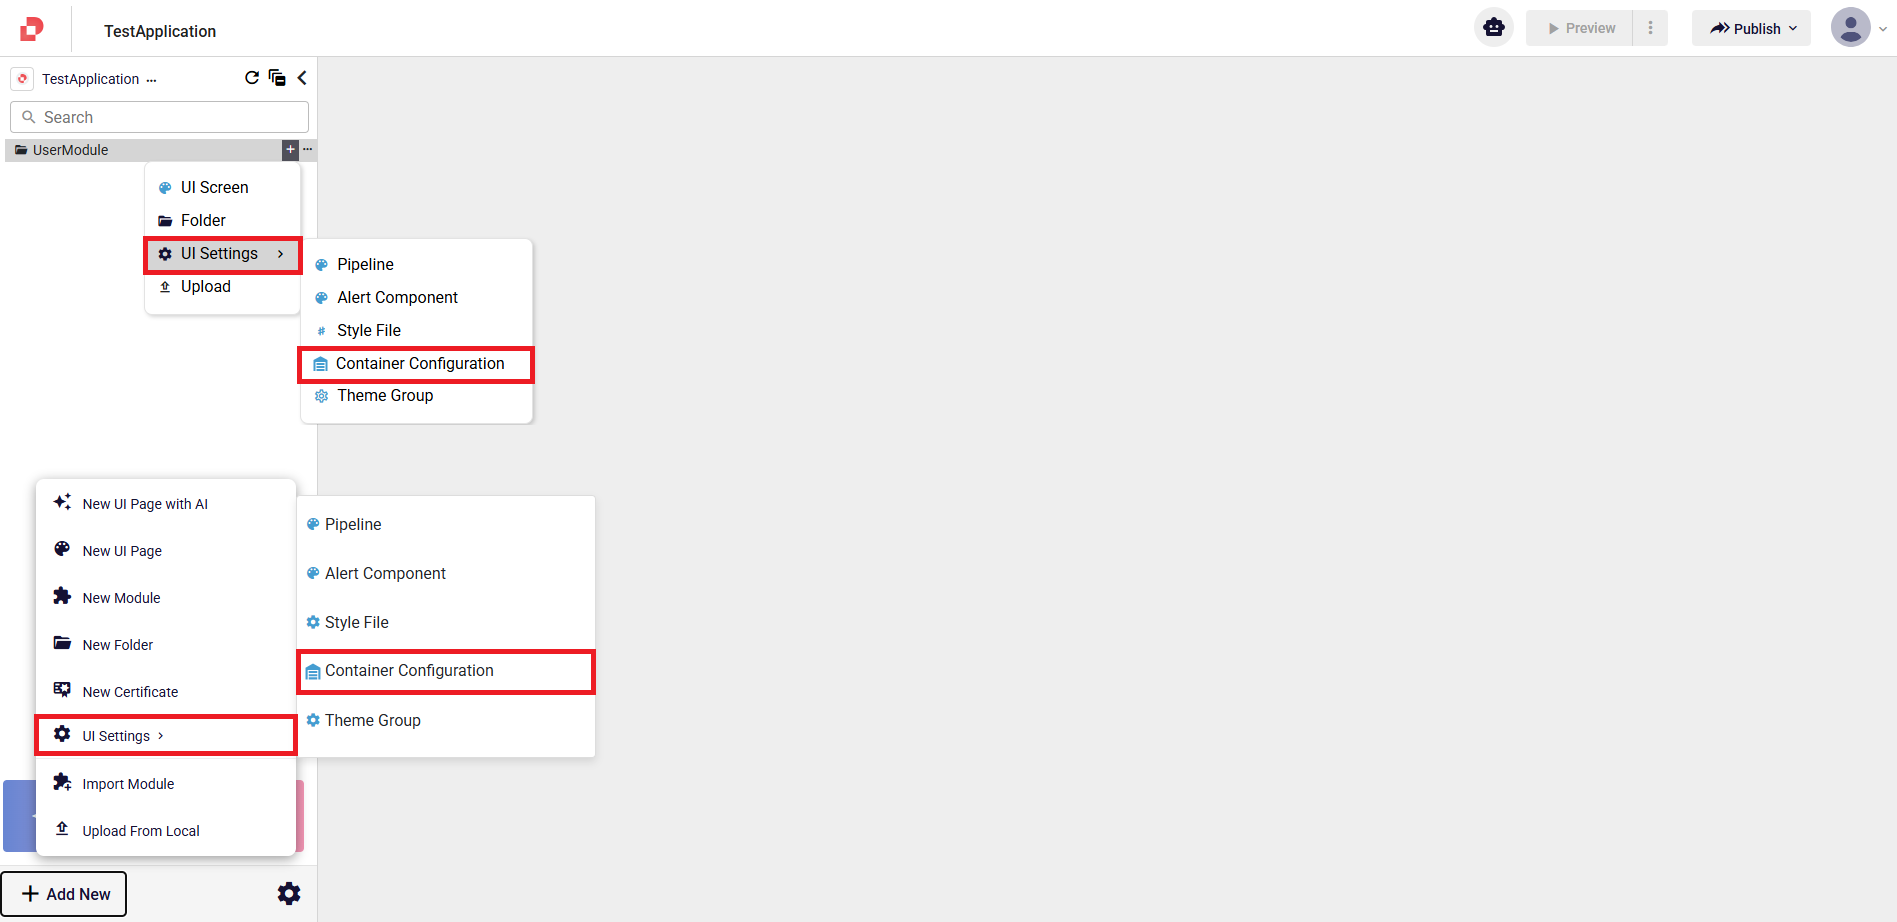 TestApplication
Preview
Publish
TestApplication ...
Search
UserModule + ...
UI Screen
Folder
UI Settings >
Upload
Pipeline
Alert Component
# Style File
Container Configuration
Theme Group
New UI Page with AI
New UI Page
New Module
New Folder
New Certificate
UI Settings >
Import Module
Upload From Local
Pipeline
Alert Component
Style File
Container Configuration
Theme Group
+ Add New